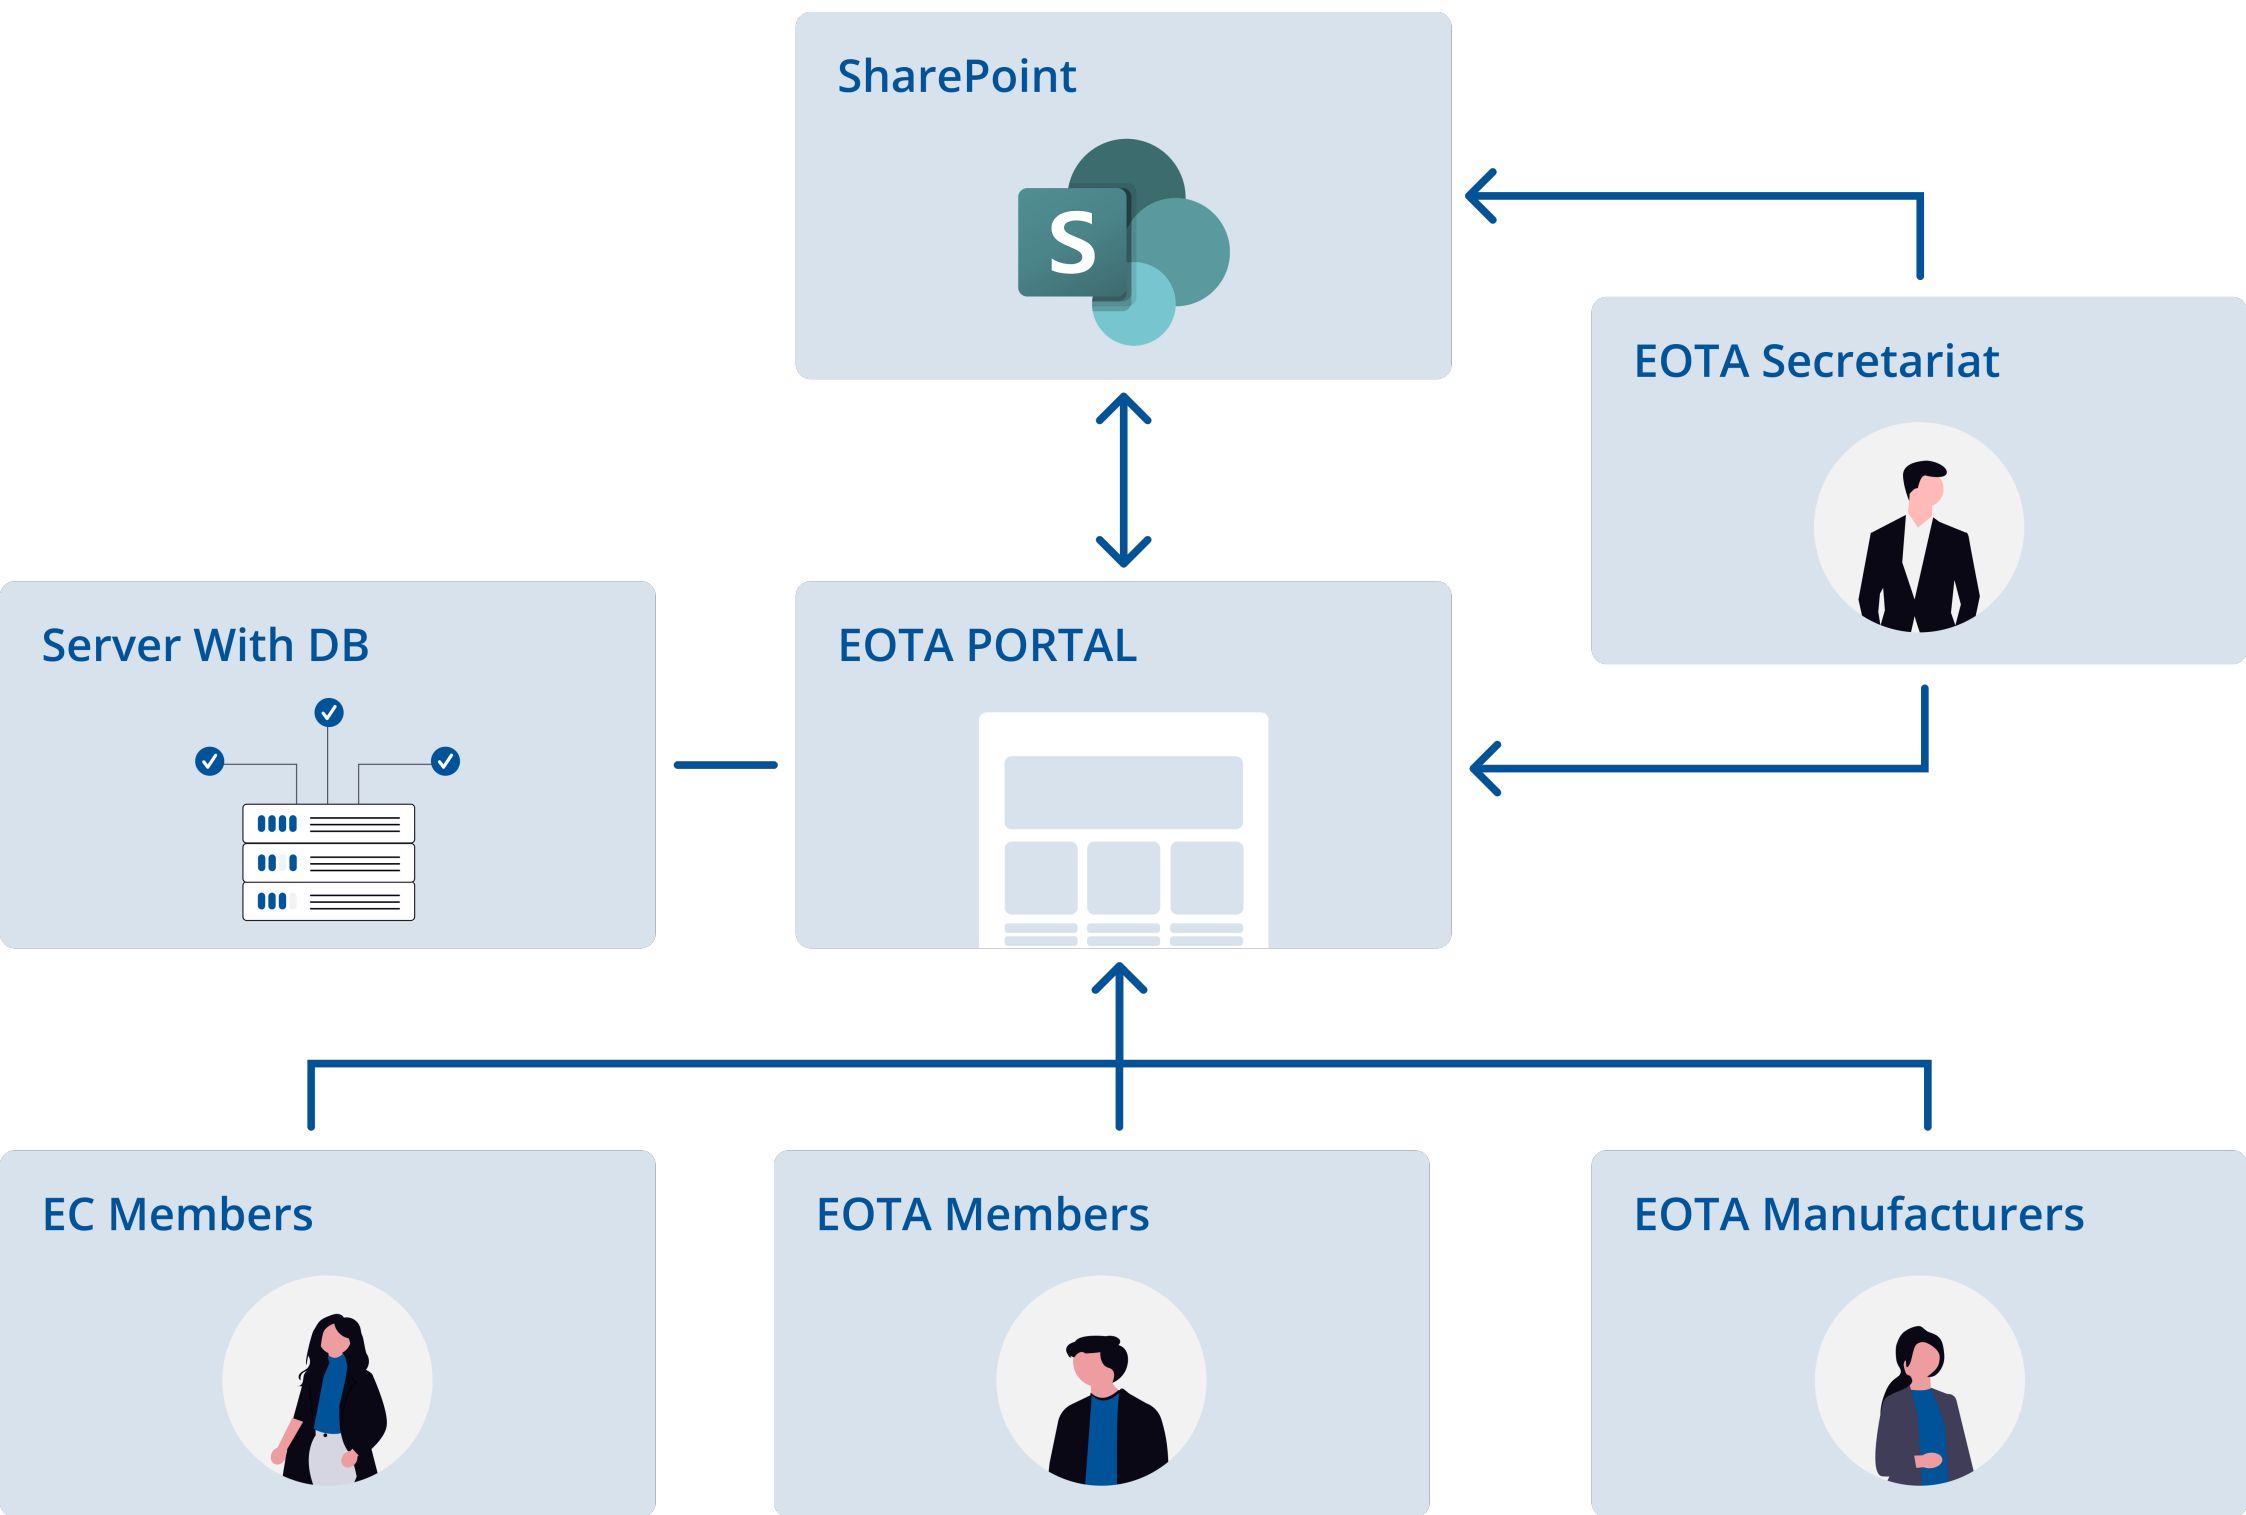 SharePoint
S
EOTA Secretariat
Server With DB
EOTA PORTAL
EC Members
EOTA Members
EOTA Manufacturers